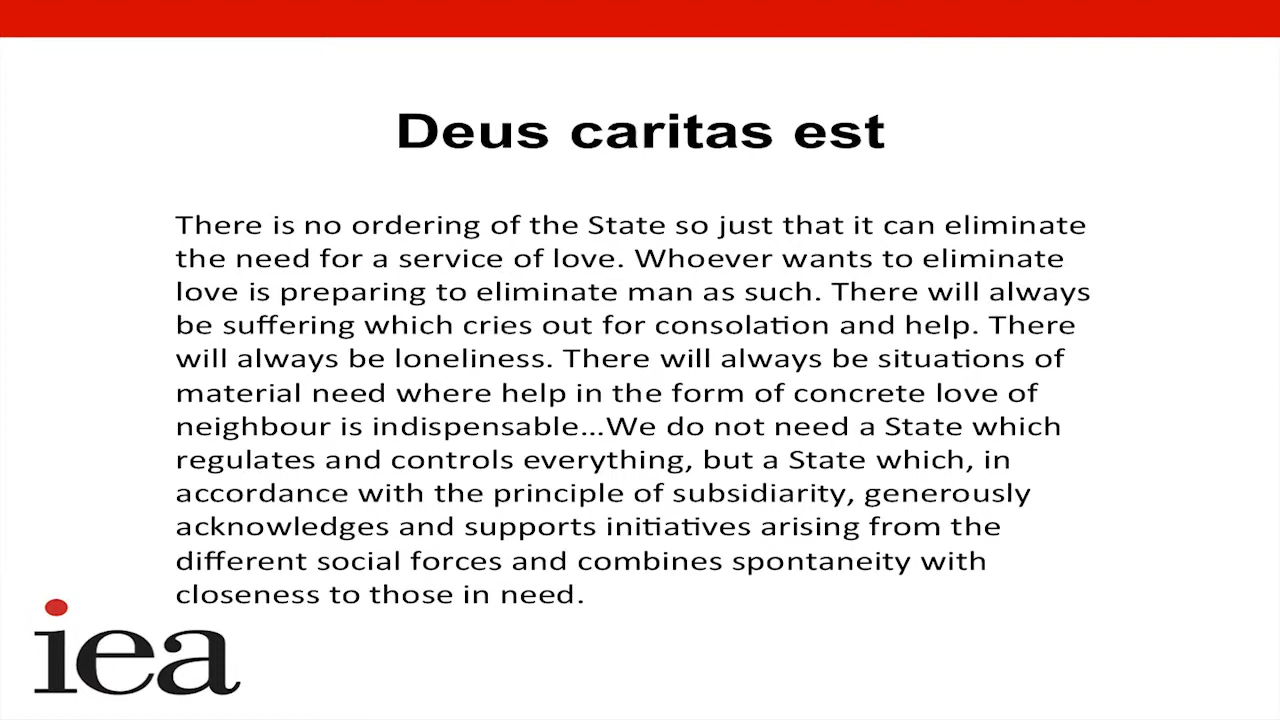 Deus caritas est
There is no ordering of the State so just that it can eliminate
the need for a service of love. Whoever wants to eliminate
love is preparing to eliminate man as such. There will always
be suffering which cries out for consolation and help. There
will always be loneliness. There will always be situations of
material need where help in the form of concrete love of
neighbour is indispensable...We do not need a State which
regulates and controls everything, but a State which, in
accordance with the principle of subsidiarity, generously
acknowledges and supports initiatives arising from the
different social forces and combines spontaneity with
closeness to those in need.
iea